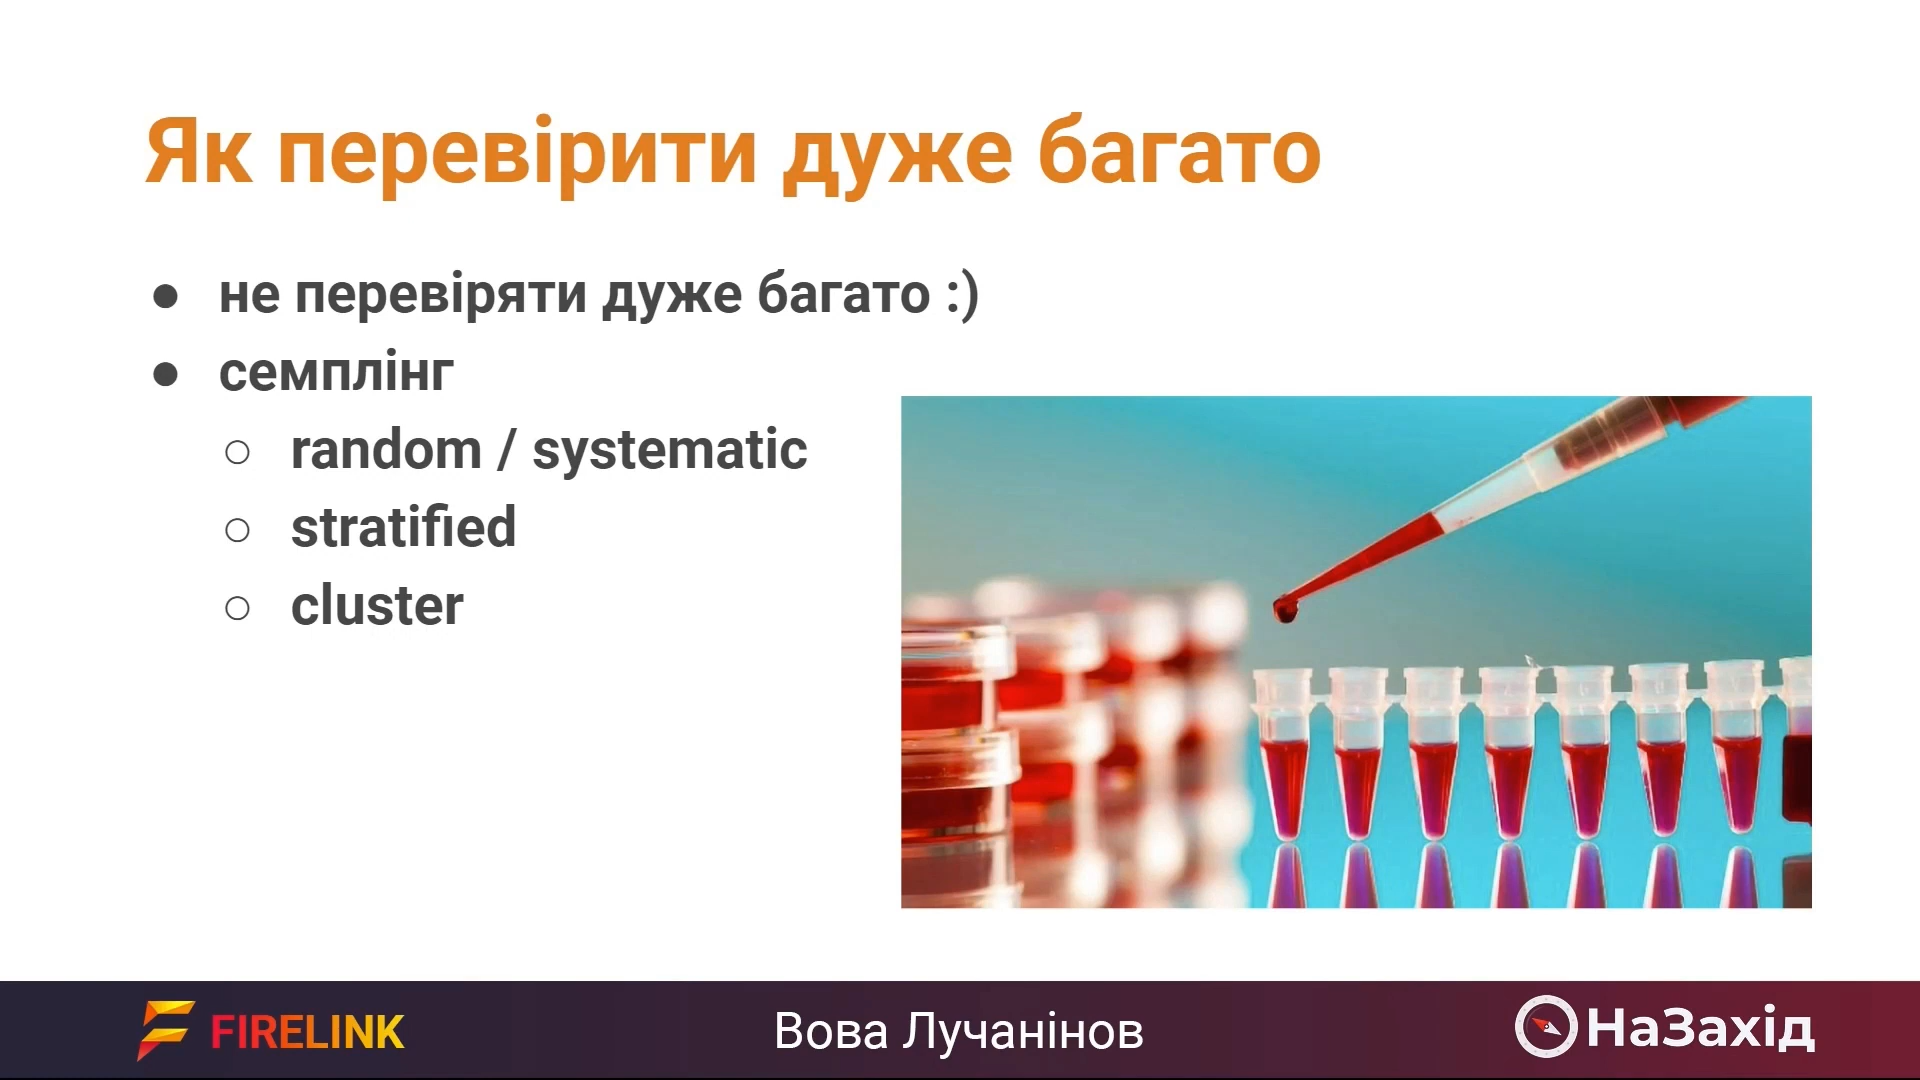 Як перевірити дуже багато
● не перевіряти дуже багато :)
● семплінг
○ random / systematic
○ stratified
○ cluster
FIRELINK
Вова Лучанінов
НаЗахід